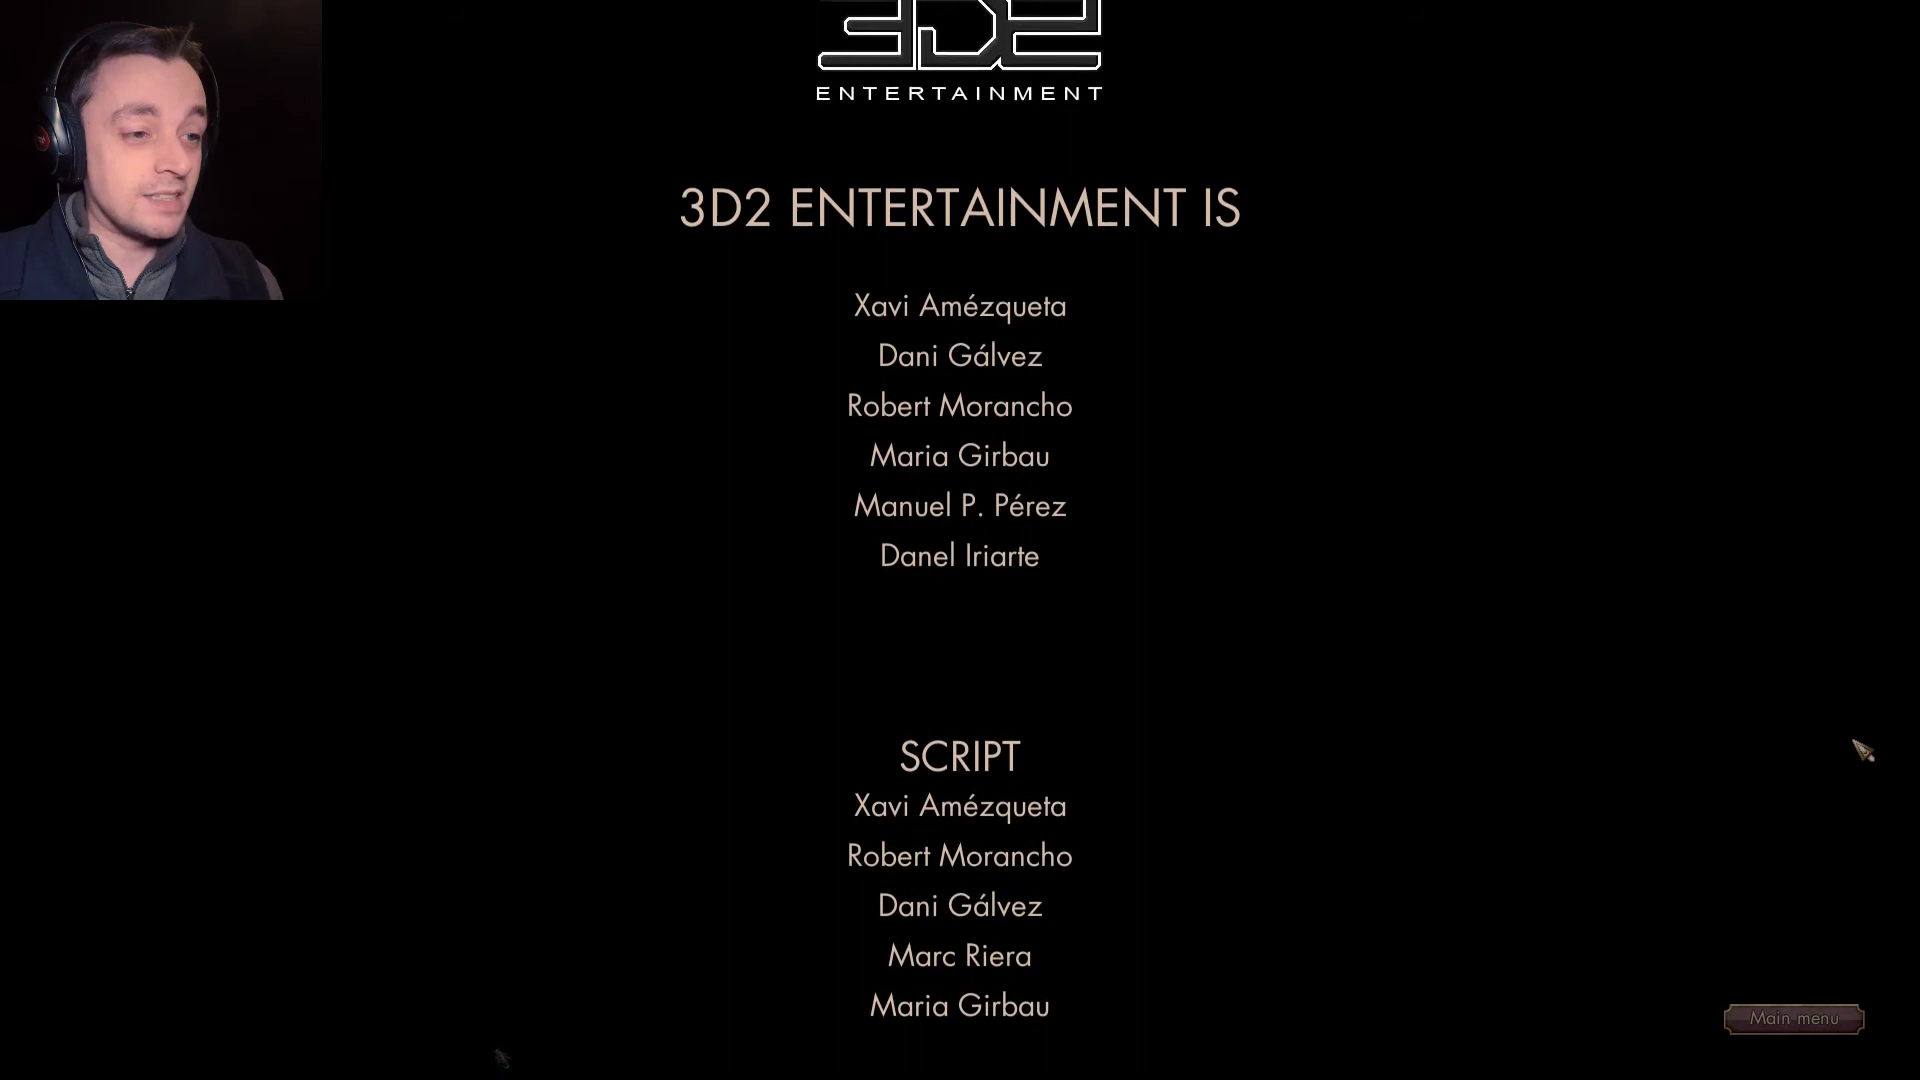 3D2
ENTERTAINMENT
3D2 ENTERTAINMENT IS
Xavi Amézqueta
Dani Gálvez
Robert Morancho
Maria Girbau
Manuel P. Pérez
Danel Iriarte
SCRIPT
Xavi Amézqueta
Robert Morancho
Dani Gálvez
Marc Riera
Maria Girbau
Main menu